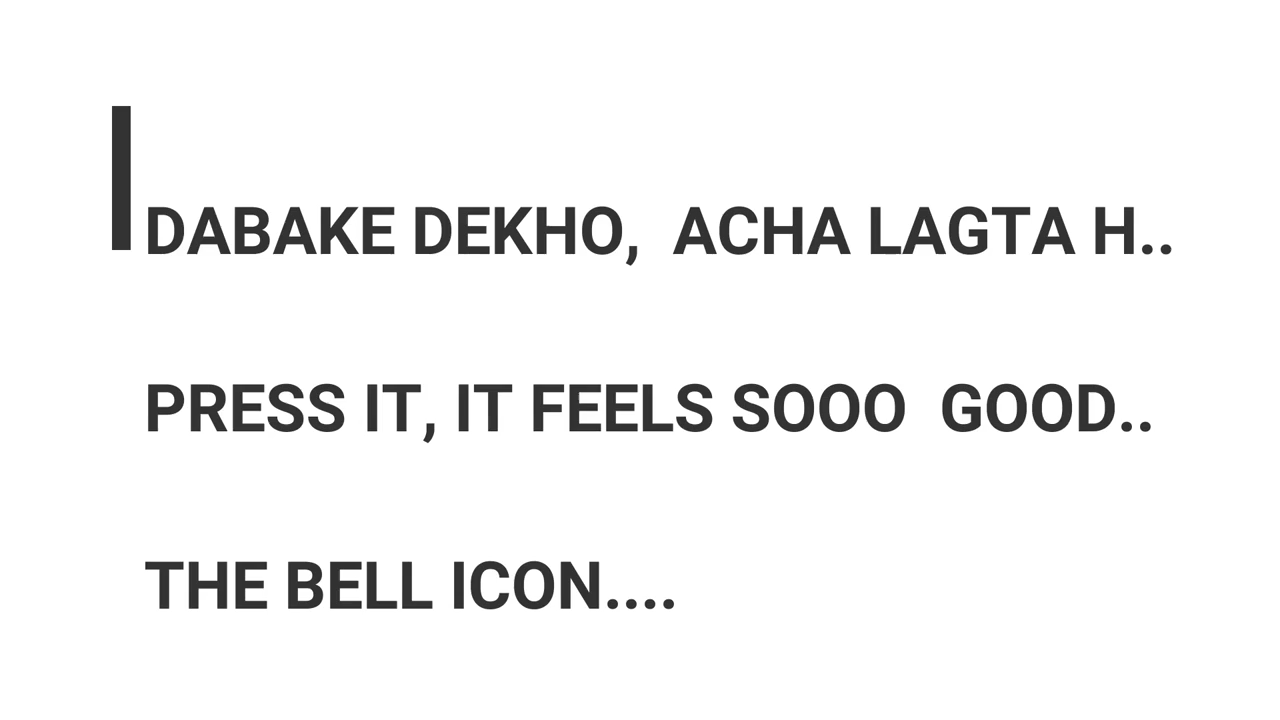 DABAKE DEKHO,  ACHA LAGTA H..
PRESS IT, IT FEELS SOOO  GOOD..
THE BELL ICON....